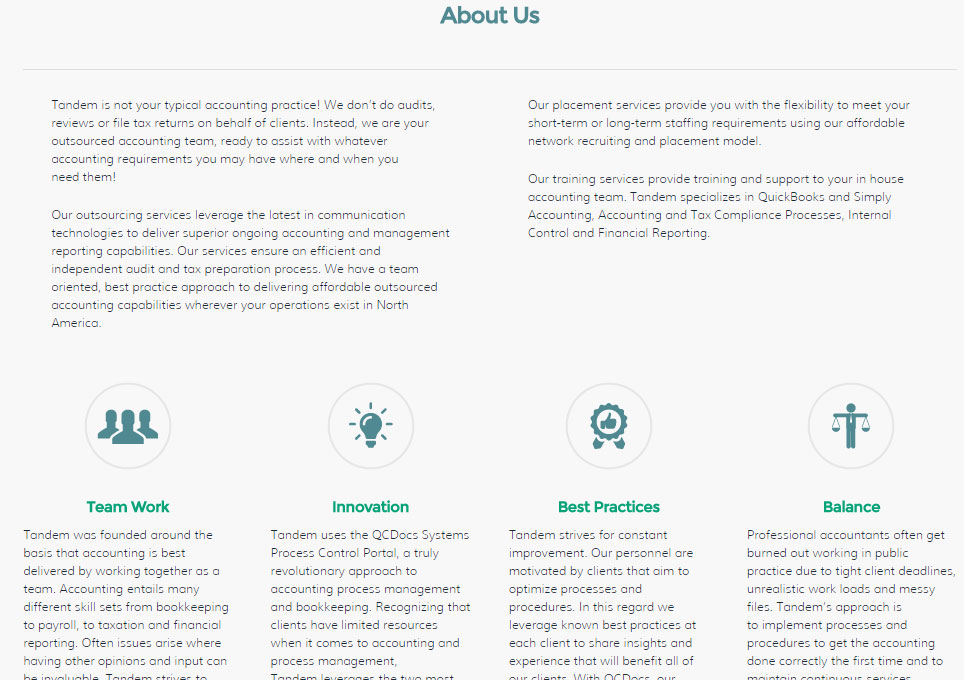 About Us
Tandem is not your typical accounting practice! We don't do audits,
reviews or file tax returns on behalf of clients. Instead, we are your
outsourced accounting team, ready to assist with whatever
accounting requirements you may have where and when you
need them!
Our outsourcing services leverage the latest in communication
technologies to deliver superior ongoing accounting and management
reporting capabilities. Our services ensure an efficient and
independent audit and tax preparation process. We have a team
oriented, best practice approach to delivering affordable outsourced
accounting capabilities wherever your operations exist in North
America.
Our placement services provide you with the flexibility to meet your
short-term or long-term staffing requirements using our affordable
network recruiting and placement model.
Our training services provide training and support to your in house
accounting team. Tandem specializes in QuickBooks and Simply
Accounting, Accounting and Tax Compliance Processes, Internal
Control and Financial Reporting.
Team Work
Tandem was founded around the
basis that accounting is best
delivered by working together as a
team. Accounting entails many
different skill sets from bookkeeping
to payroll, to taxation and financial
reporting. Often issues arise where
having other opinions and input can
be invaluable. Tandem strives to
Innovation
Tandem uses the QCDocs Systems
Process Control Portal, a truly
revolutionary approach to
accounting process management
and bookkeeping. Recognizing that
clients have limited resources
when it comes to accounting and
process management,
Tandem leverages the two most
Best Practices
Tandem strives for constant
improvement. Our personnel are
motivated by clients that aim to
optimize processes and
procedures. In this regard we
leverage known best practices at
each client to share insights and
experience that will benefit all of
our clients. With QCDocs, our
Balance
Professional accountants often get
burned out working in public
practice due to tight client deadlines,
unrealistic work loads and messy
files. Tandem's approach is
to implement processes and
procedures to get the accounting
done correctly the first time and to
maintain continuous services